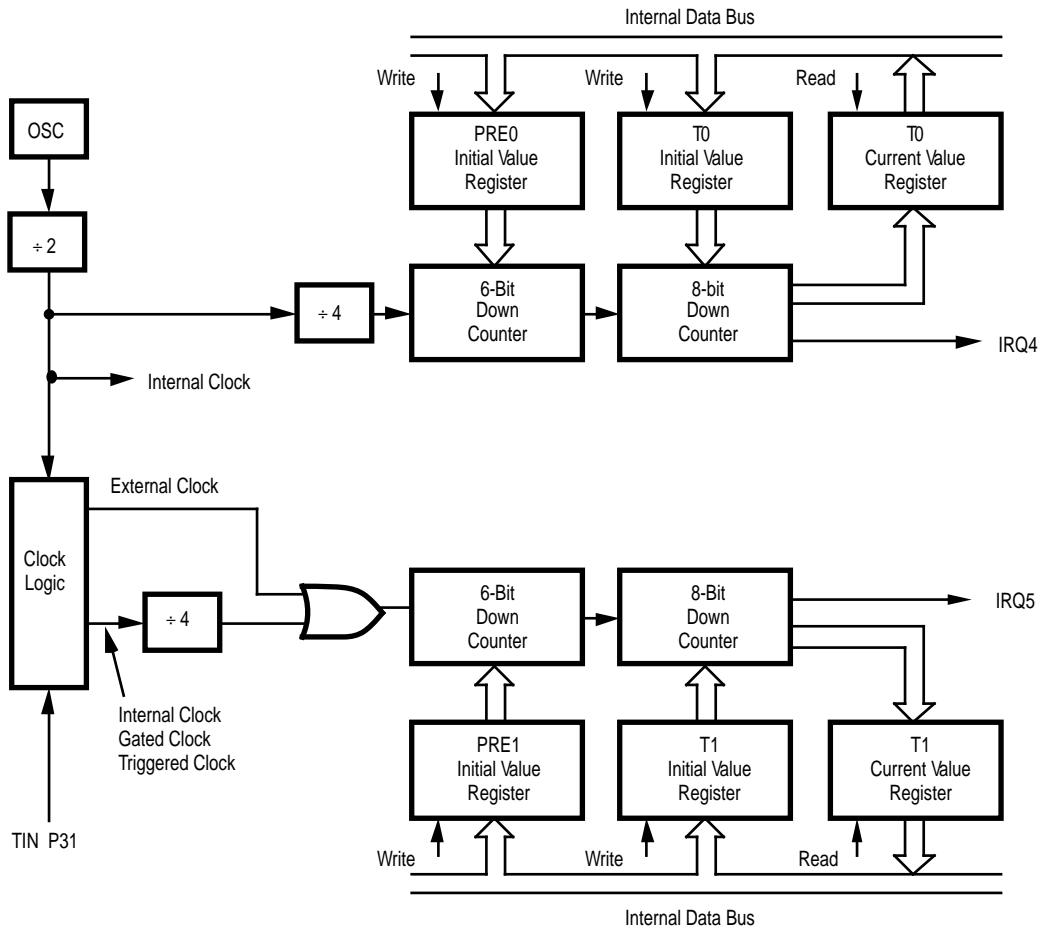 Internal Data Bus
Write
Write
Read
OSC
PRE0
Initial Value
Register
T0
Initial Value
Register
T0
Current Value
Register
÷ 2
÷ 4
6-Bit
Down
Counter
8-bit
Down
Counter
IRQ4
Internal Clock
External Clock
Clock
Logic
÷ 4
6-Bit
Down
Counter
8-Bit
Down
Counter
IRQ5
Internal Clock
Gated Clock
Triggered Clock
PRE1
Initial Value
Register
T1
Initial Value
Register
T1
Current Value
Register
TIN P31
Write
Write
Read
Internal Data Bus